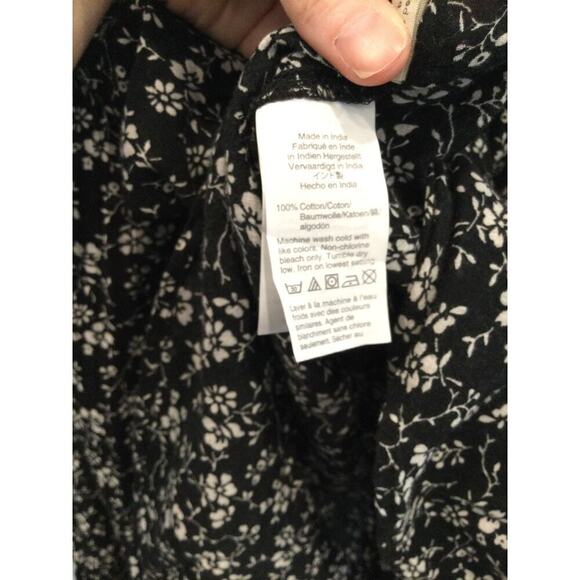 Made in India
Fabriqué en Inde
in Indien Hergestellt
Vervaardigd in India
インド製
Hecho en India
100% Cotton/Coton/
Baumwolle/Katoen/綿/
algodón
Machine wash cold with
like colors. Non-chlorine
bleach only. Tumble dry
low. Iron on lowest setting
30
Laver à la machine à l'eau
froide avec des couleurs
similaires. Agent de
blanchiment sans chlore
seulement. Sécher au